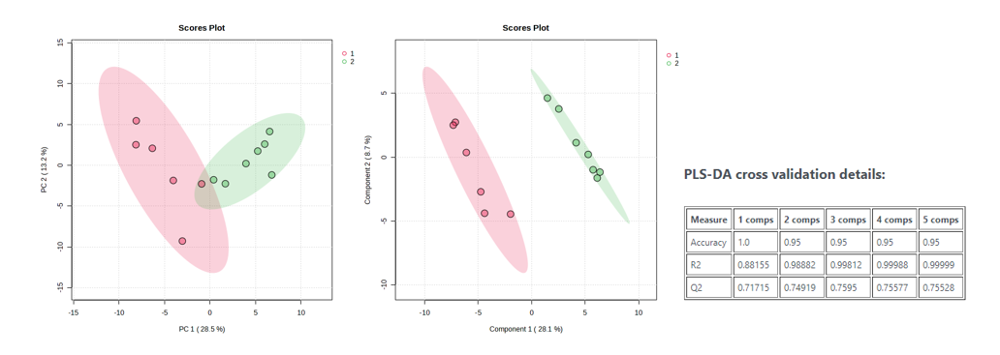 Scores Plot
15
10
5
0
-5
-10
-15
PC 2 ( 13.2 %)
-15 -10 -5 0 5 10
PC 1 ( 28.5 %)
1
2
Scores Plot
5
0
-5
-10
Component 2 ( 8.7 %)
-10 -5 0 5 10
Component 1 ( 28.1 %)
1
2
PLS-DA cross validation details:
Measure 1 comps 2 comps 3 comps 4 comps 5 comps
Accuracy 1.0 0.95 0.95 0.95 0.95
R2 0.88155 0.98882 0.99812 0.99988 0.99999
Q2 0.71715 0.74919 0.7595 0.75577 0.75528